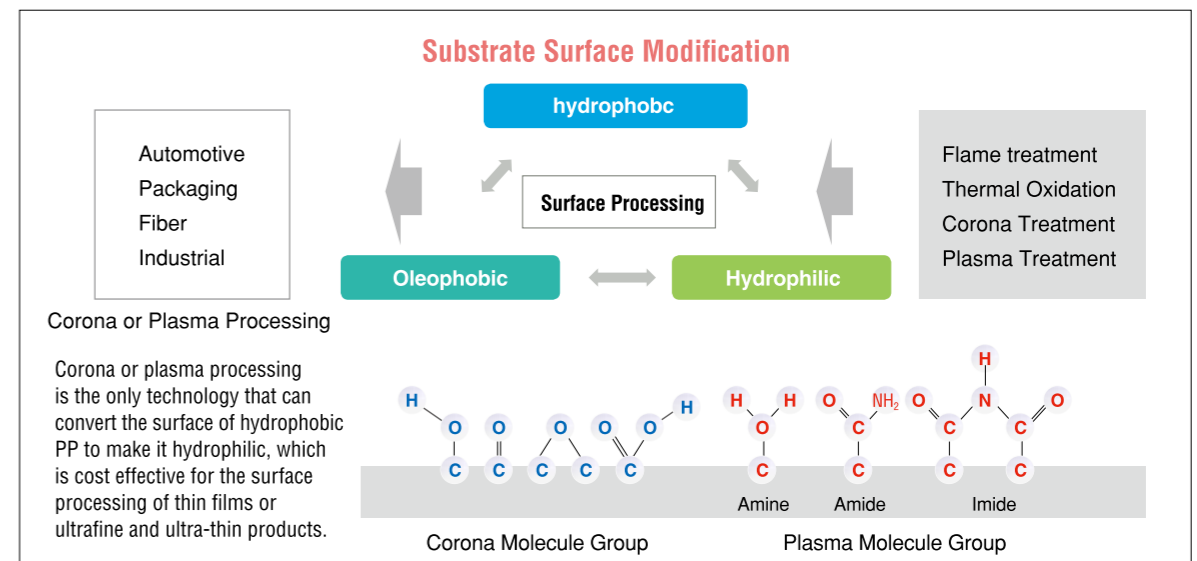 Substrate Surface Modification
hydrophobc
Automotive
Packaging
Fiber
Industrial
Surface Processing
Flame treatment
Thermal Oxidation
Corona Treatment
Plasma Treatment
Oleophobic
Hydrophilic
Corona or Plasma Processing
Corona or plasma processing
is the only technology that can
convert the surface of hydrophobic
PP to make it hydrophilic, which
is cost effective for the surface
processing of thin films or
ultrafine and ultra-thin products.
H
O O O O O H
C C C C C
H H
O
C
O NH₂
C
C
H
O N O
C C
C C
Amine Amide Imide
Corona Molecule Group
Plasma Molecule Group